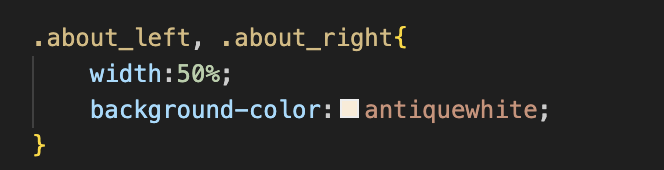 .about_left, .about_right{
    width:50%;
    background-color:antiquewhite;
}